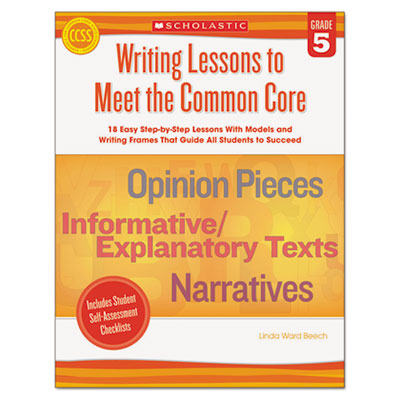 SCHOLASTIC
GRADE
5
CCSS
Writing Lessons to
Meet the Common Core
18 Easy Step-by-Step Lessons With Models and
Writing Frames That Guide All Students to Succeed
Opinion Pieces
Informative/
Explanatory Texts
Narratives
Includes Student
Self-Assessment
Checklists
Linda Ward Beech